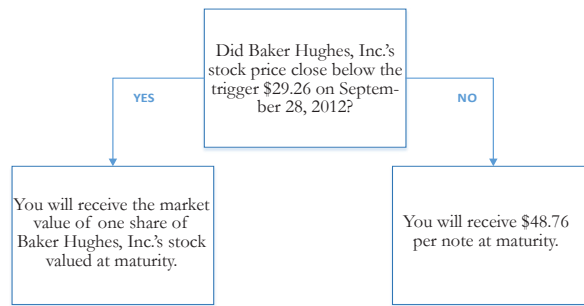 Did Baker Hughes, Inc.’s
stock price close below the
trigger $29.26 on Septem-
ber 28, 2012?
YES
NO
You will receive the market
value of one share of
Baker Hughes, Inc.’s stock
valued at maturity.
You will receive $48.76
per note at maturity.